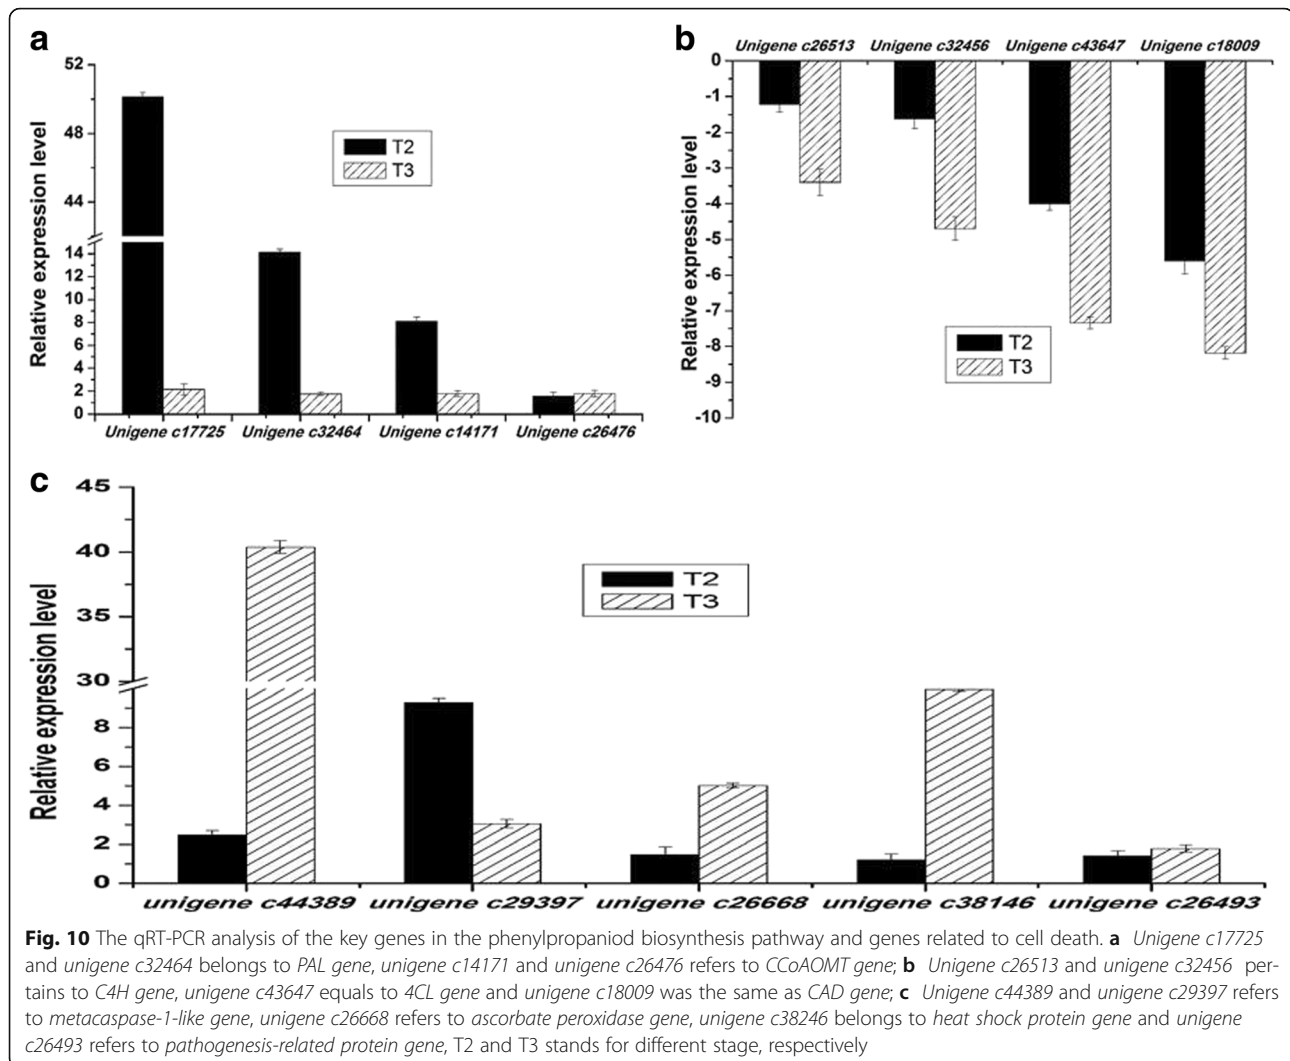 a
52
48
44
14
12
10
8
6
4
2
0
Relative expression level
T2
T3
Unigene c17725
Unigene c32464
Unigene c14171
Unigene c26476
b
Unigene c26513
Unigene c32456
Unigene c43647
Unigene c18009
0
-1
-2
-3
-4
-5
-6
-7
-8
-9
-10
Relative expression level
T2
T3
c
45
40
35
30
8
6
4
2
0
Relative expression level
T2
T3
unigene c44389
unigene c29397
unigene c26668
unigene c38146
unigene c26493
Fig. 10 The qRT-PCR analysis of the key genes in the phenylpropaniod biosynthesis pathway and genes related to cell death. a Unigene c17725
and unigene c32464 belongs to PAL gene, unigene c14171 and unigene c26476 refers to CCoAOMT gene; b Unigene c26513 and unigene c32456 per-
tains to C4H gene, unigene c43647 equals to 4CL gene and unigene c18009 was the same as CAD gene; c Unigene c44389 and unigene c29397 refers
to metacaspase-1-like gene, unigene c26668 refers to ascorbate peroxidase gene, unigene c38246 belongs to heat shock protein gene and unigene
c26493 refers to pathogenesis-related protein gene, T2 and T3 stands for different stage, respectively